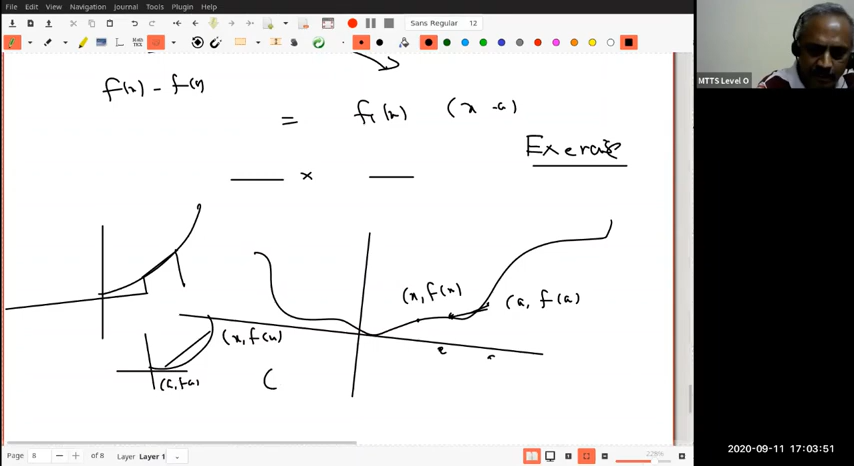 File Edit View Navigation Journal Tools Plugin Help
Sans Regular 12
MTTS Level O
f(x) - f(y)
= f₁(x) (x - a)
Exercise
x
(x, f(x))
(a, f(a))
(x, f(x))
(a, f(a))
(
Page 8 of 8 Layer Layer 1
229%
2020-09-11 17:03:51